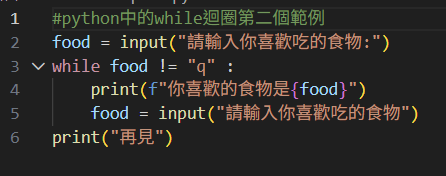 1 #python中的while迴圈第二個範例
2 food = input("請輸入你喜歡吃的食物:")
3 while food != "q" :
4     print(f"你喜歡的食物是{food}")
5     food = input("請輸入你喜歡吃的食物")
6 print("再見")